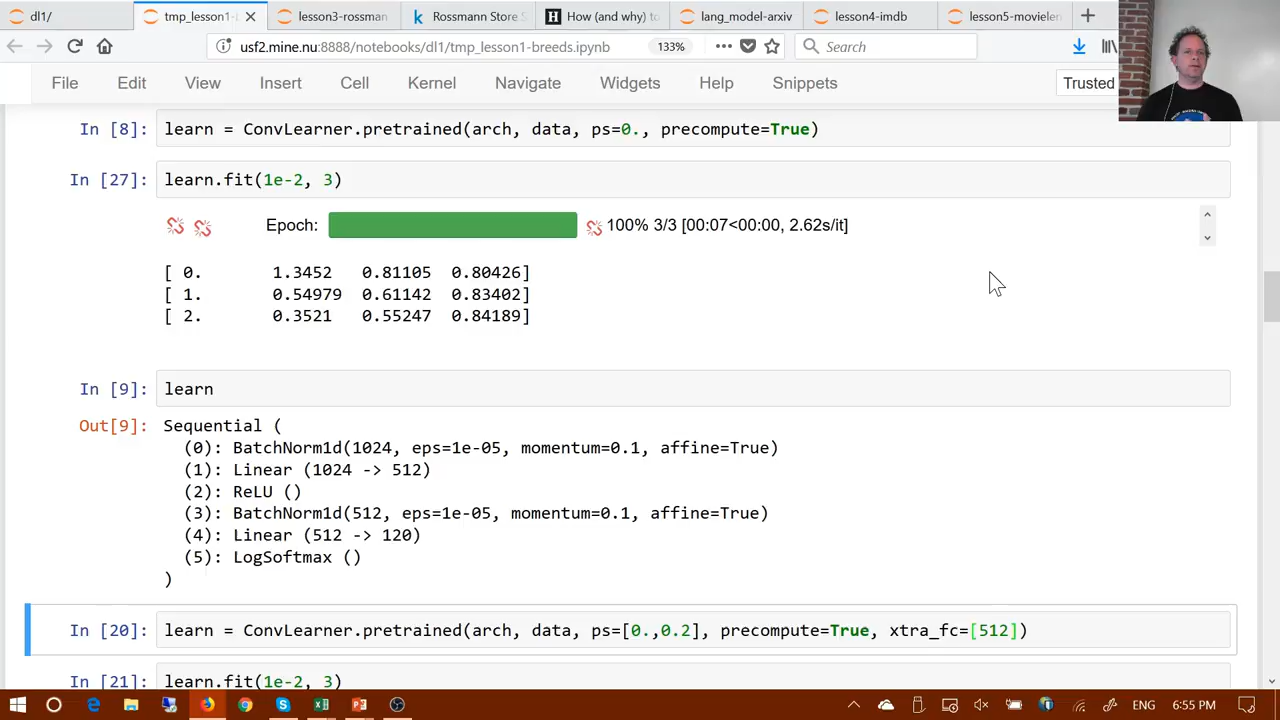 dl1/
tmp_lesson1-
lesson3-rossman
Rossmann Store S
How (and why) to
lang_model-arxiv
lesson4-imdb
lesson5-movielen
usf2.mine.nu:8888/notebooks/dl1/tmp_lesson1-breeds.ipynb
133%
Search
File Edit View Insert Cell Kernel Navigate Widgets Help Snippets
Trusted
In [8]: learn = ConvLearner.pretrained(arch, data, ps=0., precompute=True)
In [27]: learn.fit(1e-2, 3)
Epoch: 100% 3/3 [00:07<00:00, 2.62s/it]
[ 0. 1.3452 0.81105 0.80426]
[ 1. 0.54979 0.61142 0.83402]
[ 2. 0.3521 0.55247 0.84189]
In [9]: learn
Out[9]: Sequential (
(0): BatchNorm1d(1024, eps=1e-05, momentum=0.1, affine=True)
(1): Linear (1024 -> 512)
(2): ReLU ()
(3): BatchNorm1d(512, eps=1e-05, momentum=0.1, affine=True)
(4): Linear (512 -> 120)
(5): LogSoftmax ()
)
In [20]: learn = ConvLearner.pretrained(arch, data, ps=[0.,0.2], precompute=True, xtra_fc=[512])
In [21]: learn.fit(1e-2, 3)
ENG
6:55 PM